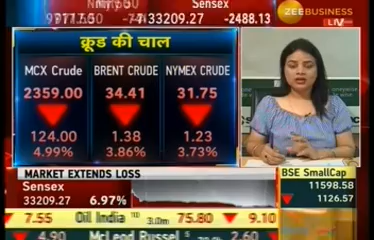 Sensex
33209.27 -2488.13
ZEE BUSINESS
LIVE
क्रूड की चाल
MCX Crude BRENT CRUDE NYMEX CRUDE
2359.00 34.41 31.75
124.00 1.38 1.23
4.99% 3.86% 3.73%
MARKET EXTENDS LOSS
Sensex
33209.27 6.97%
BSE SmallCap
11598.58
1126.57
7.55 Oil India 3.0m 75.80 9.10
4.90 McLeod Russel 2.60